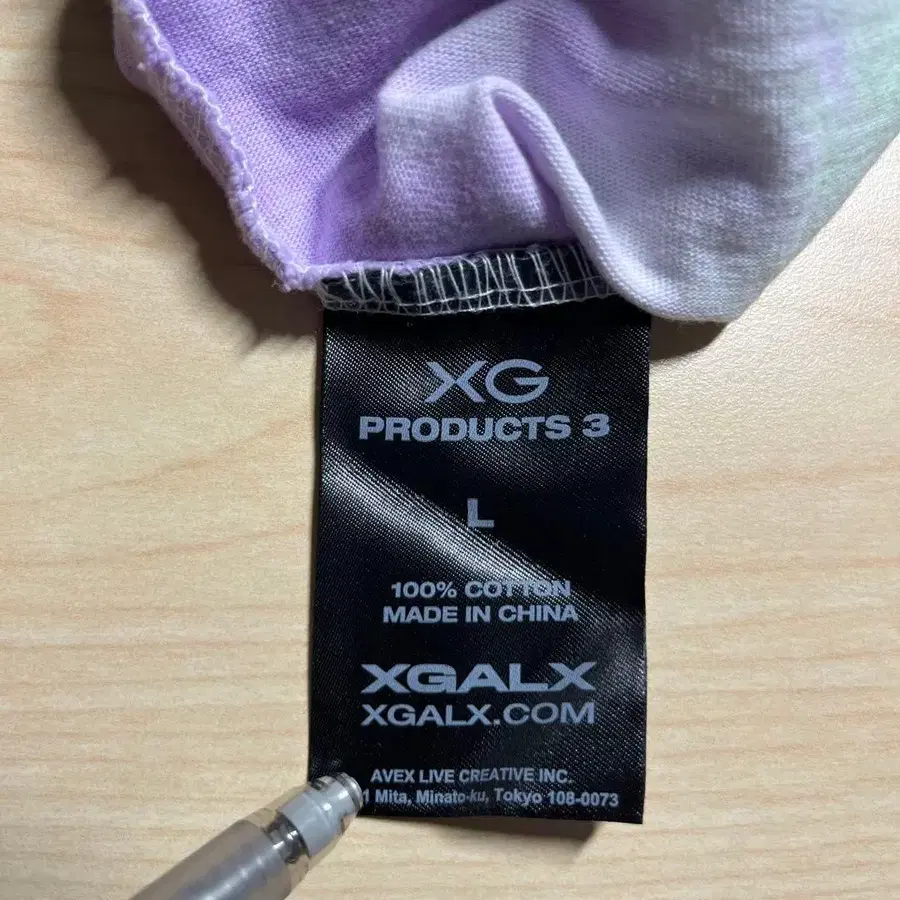 XG
PRODUCTS 3
L
100% COTTON
MADE IN CHINA
XGALX
XGALX.COM
AVEX LIVE CREATIVE INC.
1 Mita, Minato-ku, Tokyo 108-0073